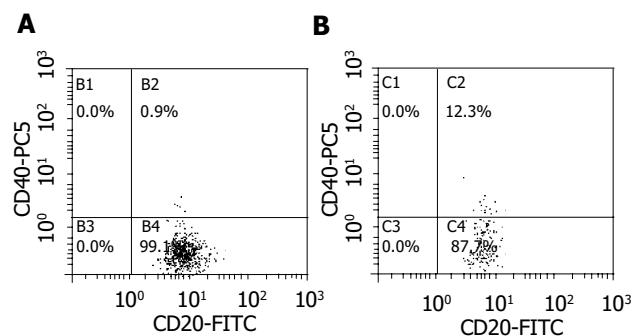 A
CD40-PC5
10³
10²
10¹
10⁰
B1
0.0%
B2
0.9%
B3
0.0%
B4
99.1%
10⁰ 10¹ 10² 10³
CD20-FITC
B
CD40-PC5
10³
10²
10¹
10⁰
C1
0.0%
C2
12.3%
C3
0.0%
C4
87.7%
10⁰ 10¹ 10² 10³
CD20-FITC